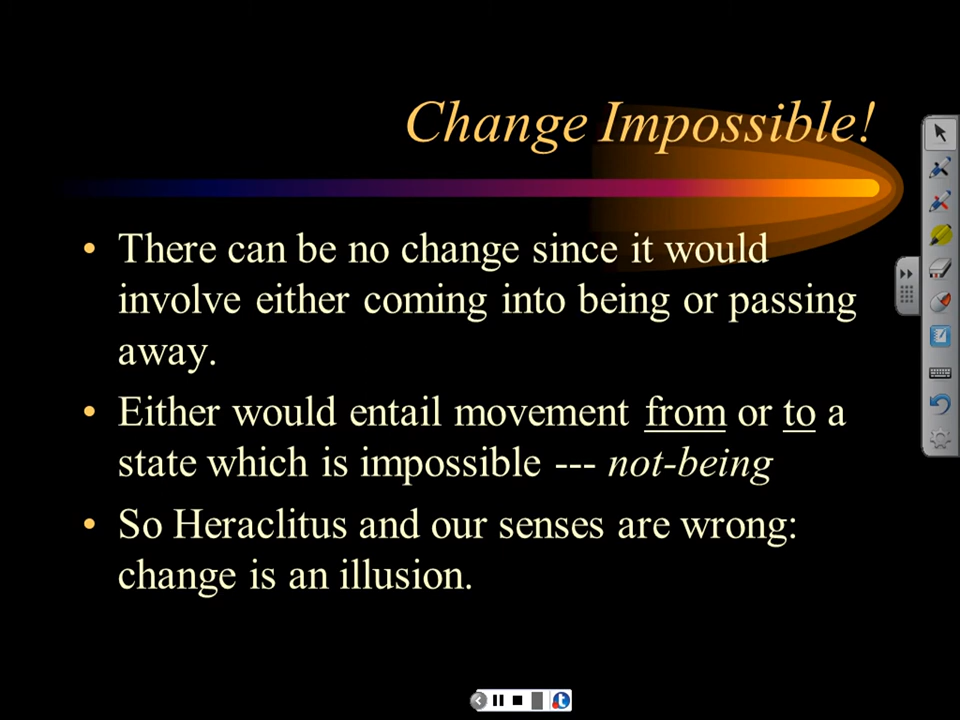 Change Impossible!
• There can be no change since it would
involve either coming into being or passing
away.
• Either would entail movement from or to a
state which is impossible --- not-being
• So Heraclitus and our senses are wrong:
change is an illusion.